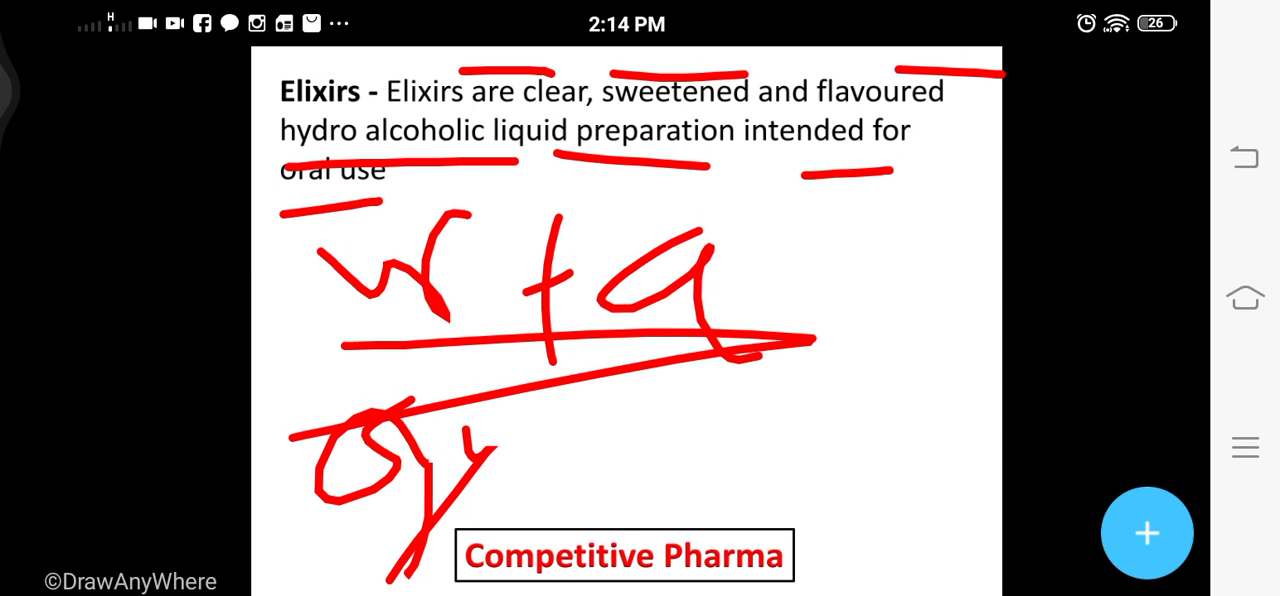 H
2:14 PM
26
Elixirs - Elixirs are clear, sweetened and flavoured
hydro alcoholic liquid preparation intended for
oral use
w + a
Competitive Pharma
©DrawAnyWhere